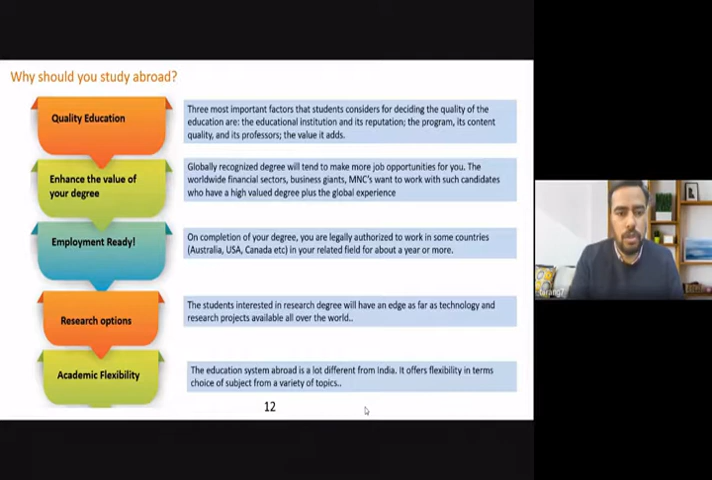 Why should you study abroad?
Quality Education
Three most important factors that students considers for deciding the quality of the
education are: the educational institution and its reputation; the program, its content
quality, and its professors; the value it adds.
Enhance the value of
your degree
Globally recognized degree will tend to make more job opportunities for you. The
worldwide financial sectors, business giants, MNC's want to work with such candidates
who have a high valued degree plus the global experience
Employment Ready!
On completion of your degree, you are legally authorized to work in some countries
(Australia, USA, Canada etc) in your related field for about a year or more.
Research options
The students interested in research degree will have an edge as far as technology and
research projects available all over the world..
Academic Flexibility
The education system abroad is a lot different from India. It offers flexibility in terms
choice of subject from a variety of topics..
12